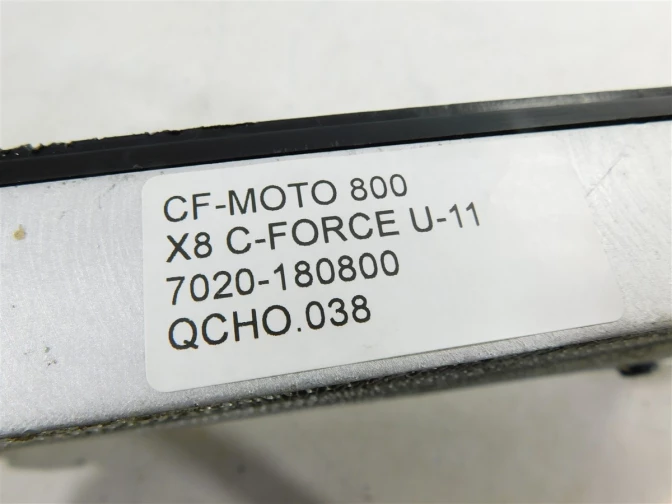 CF-MOTO 800
X8 C-FORCE U-11
7020-180800
QCHO.038